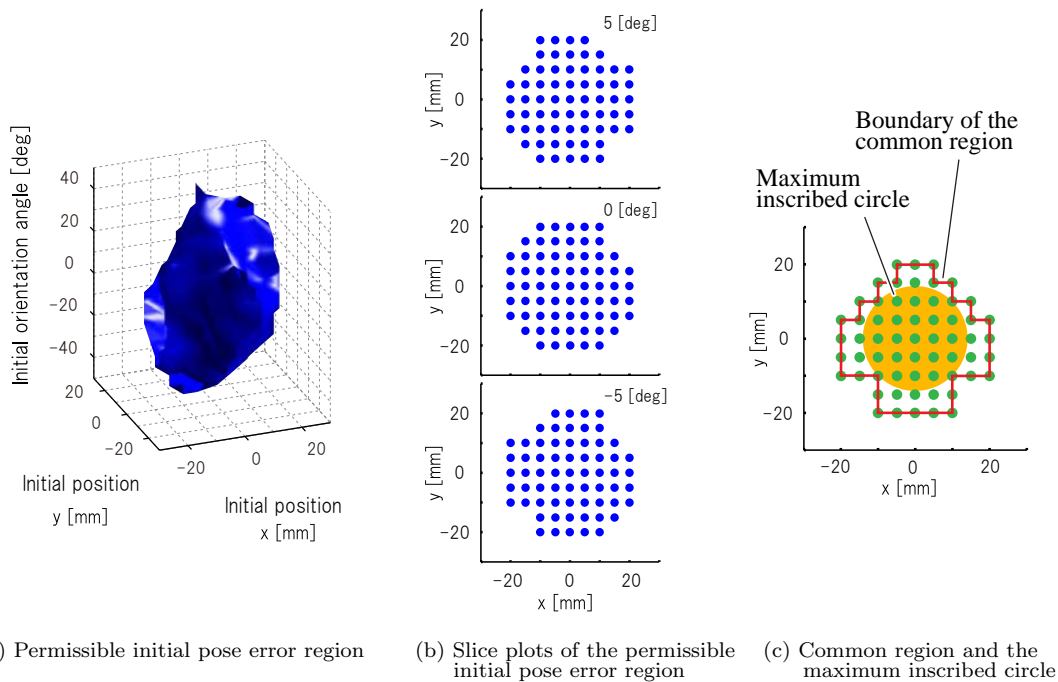 Initial orientation angle [deg]
40
20
0
-20
-40
20
0
-20
-20
0
20
Initial position
y [mm]
Initial position
x [mm]
) Permissible initial pose error region
5 [deg]
20
0
-20
y [mm]
0 [deg]
20
0
-20
y [mm]
-5 [deg]
20
0
-20
y [mm]
-20
0
20
x [mm]
(b) Slice plots of the permissible
initial pose error region
Boundary of the
common region
Maximum
inscribed circle
20
0
-20
y [mm]
-20
0
20
x [mm]
(c) Common region and the
maximum inscribed circle